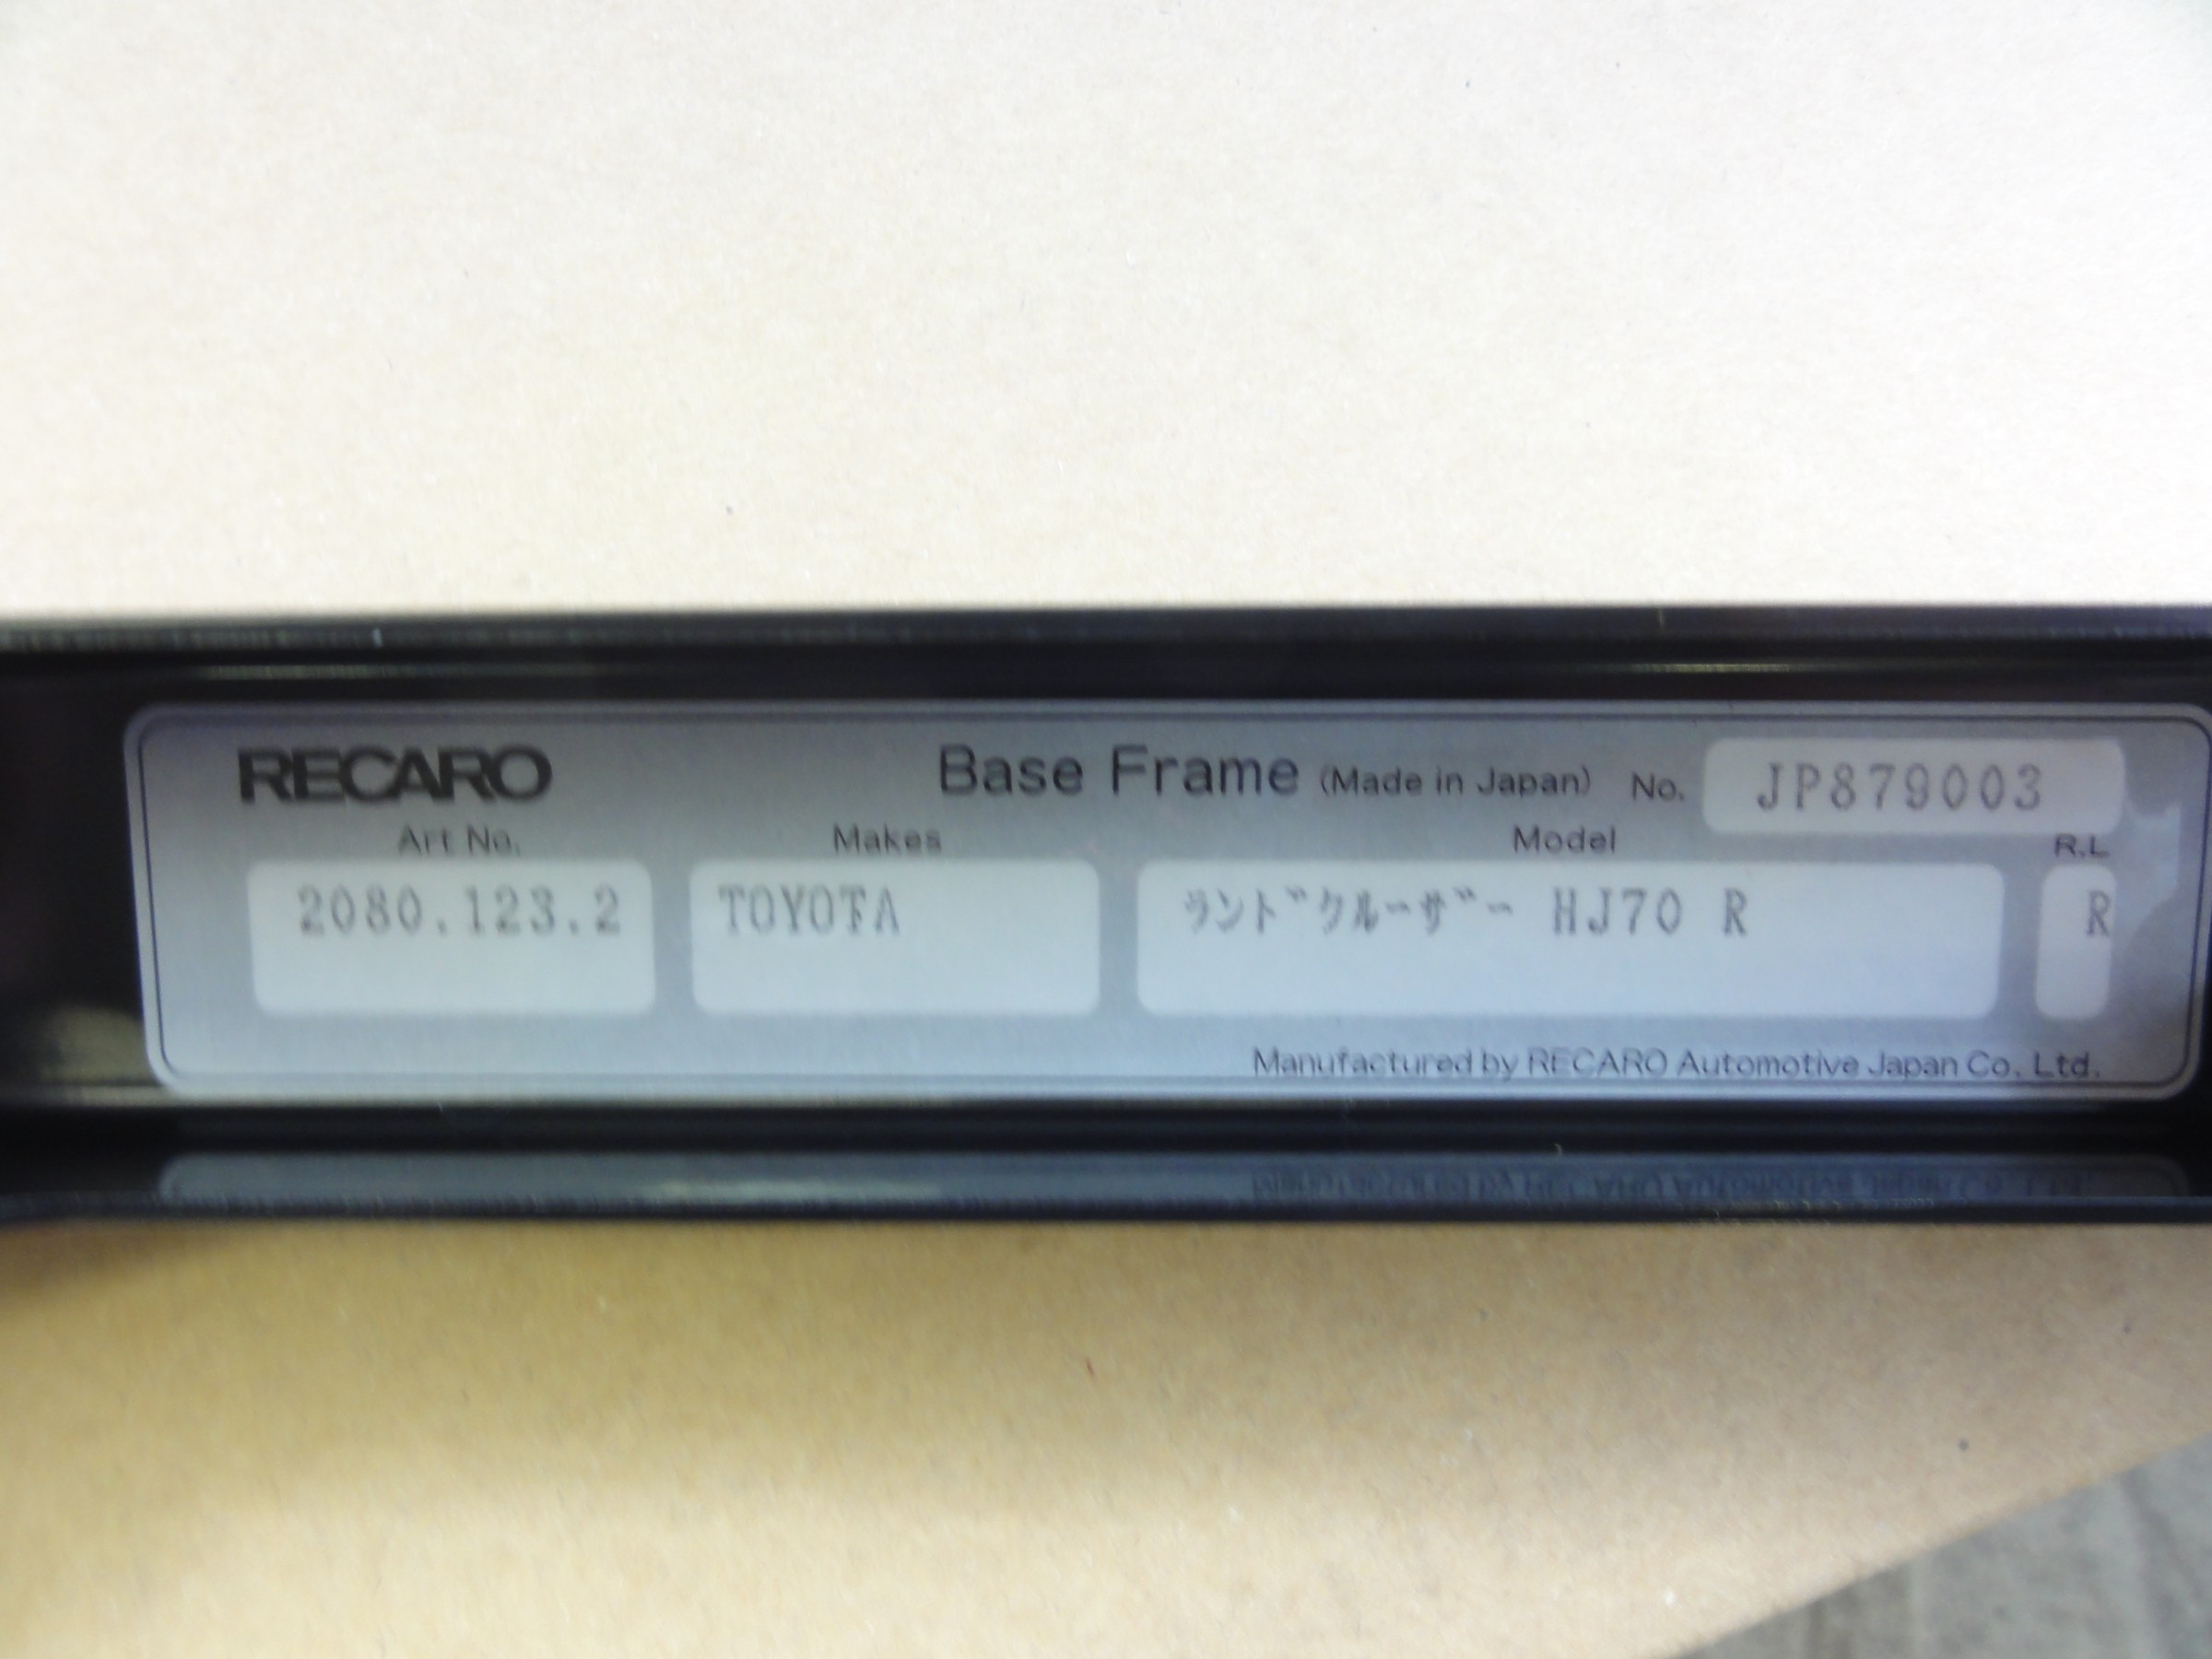 RECARO Base Frame (Made in Japan) No. JP879003
Art No. Makes Model R.L
2080.123.2 TOYOTA ﾗﾝﾄﾞｸﾙｰｻﾞｰ HJ70 R R
Manufactured by RECARO Automotive Japan Co. Ltd.